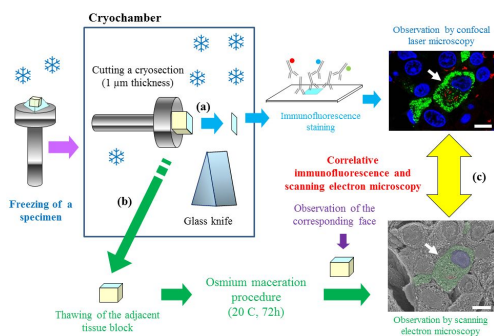 Cryochamber
Cutting a cryosection
(1 μm thickness)
(a)
Freezing of a
specimen
(b)
Glass knife
Immunofluorescence
staining
Observation by confocal
laser microscopy
Correlative
immunofluorescence and
scanning electron microscopy
(c)
Observation of the
corresponding face
Thawing of the adjacent
tissue block
Osmium maceration
procedure
(20 C, 72h)
Observation by scanning
electron microscopy